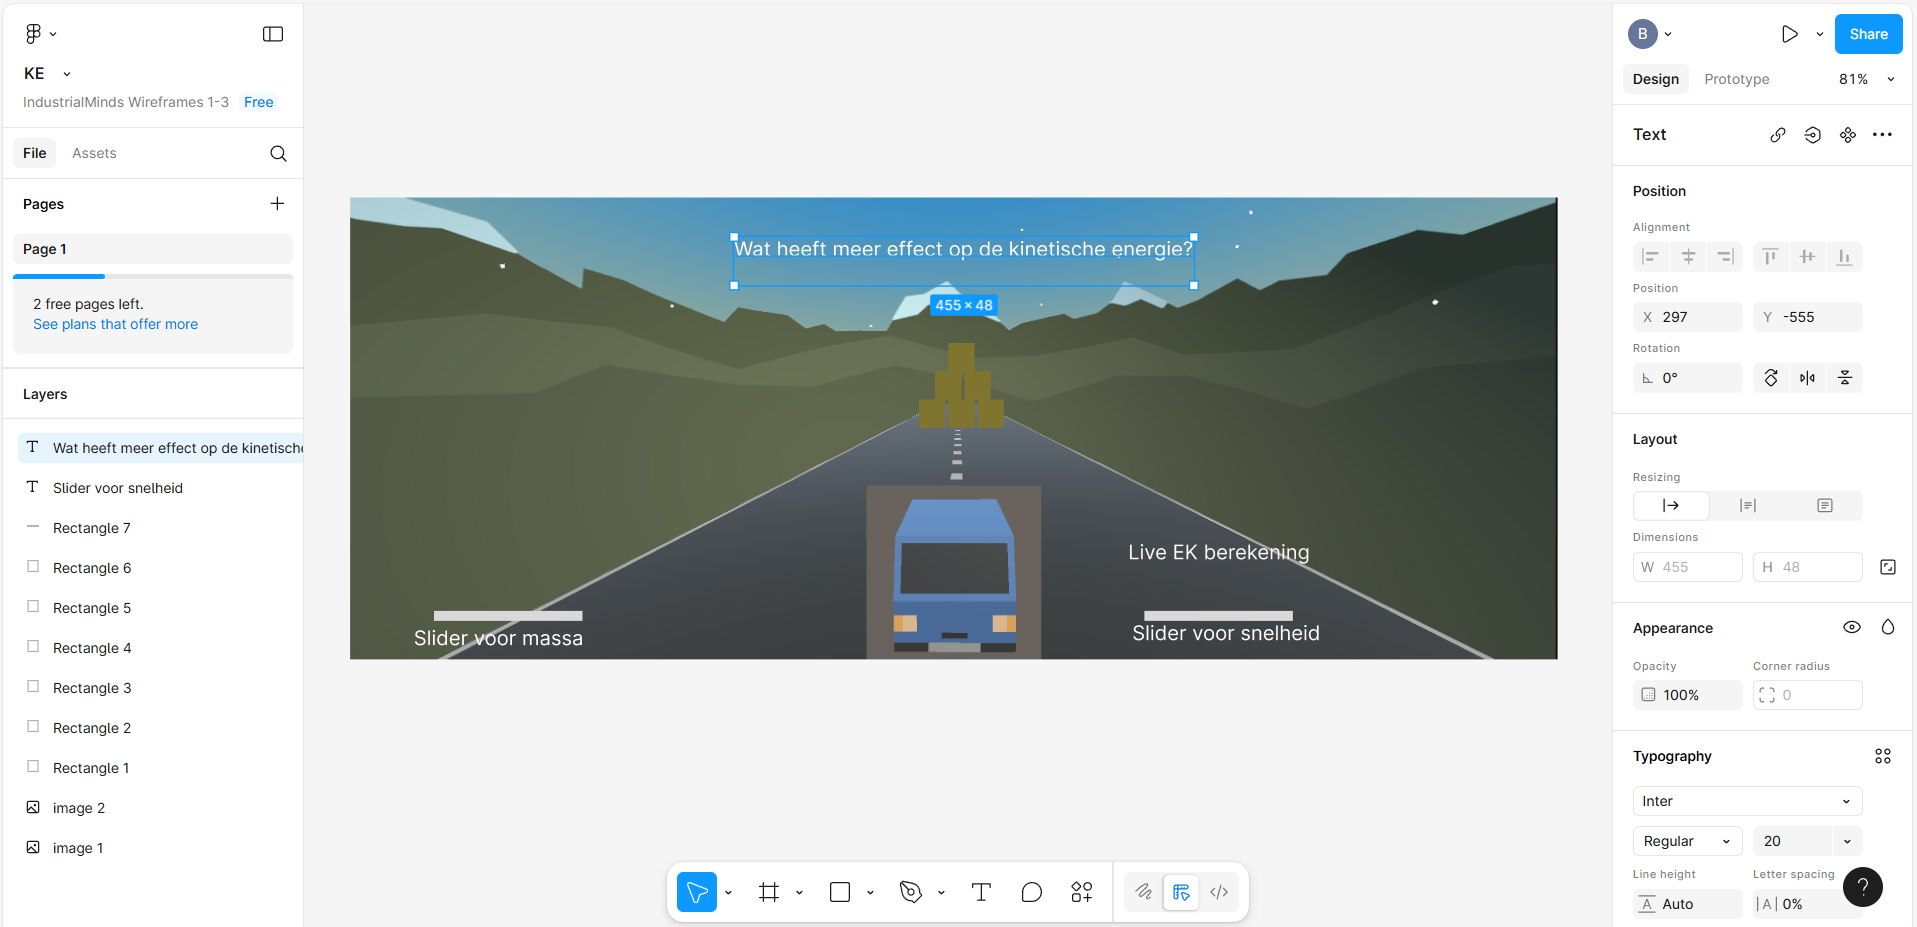 KE
IndustrialMinds Wireframes 1-3 Free
File Assets
Pages
Page 1
2 free pages left.
See plans that offer more
Layers
Wat heeft meer effect op de kinetische
Slider voor snelheid
Rectangle 7
Rectangle 6
Rectangle 5
Rectangle 4
Rectangle 3
Rectangle 2
Rectangle 1
image 2
image 1
Wat heeft meer effect op de kinetische energie?
455 × 48
Live EK berekening
Slider voor massa
Slider voor snelheid
B
Share
Design Prototype 81%
Text
Position
Alignment
Position
X 297 Y -555
Rotation
0°
Layout
Resizing
Dimensions
W 455 H 48
Appearance
Opacity Corner radius
100% 0
Typography
Inter
Regular 20
Line height Letter spacing
A Auto |A| 0%
?